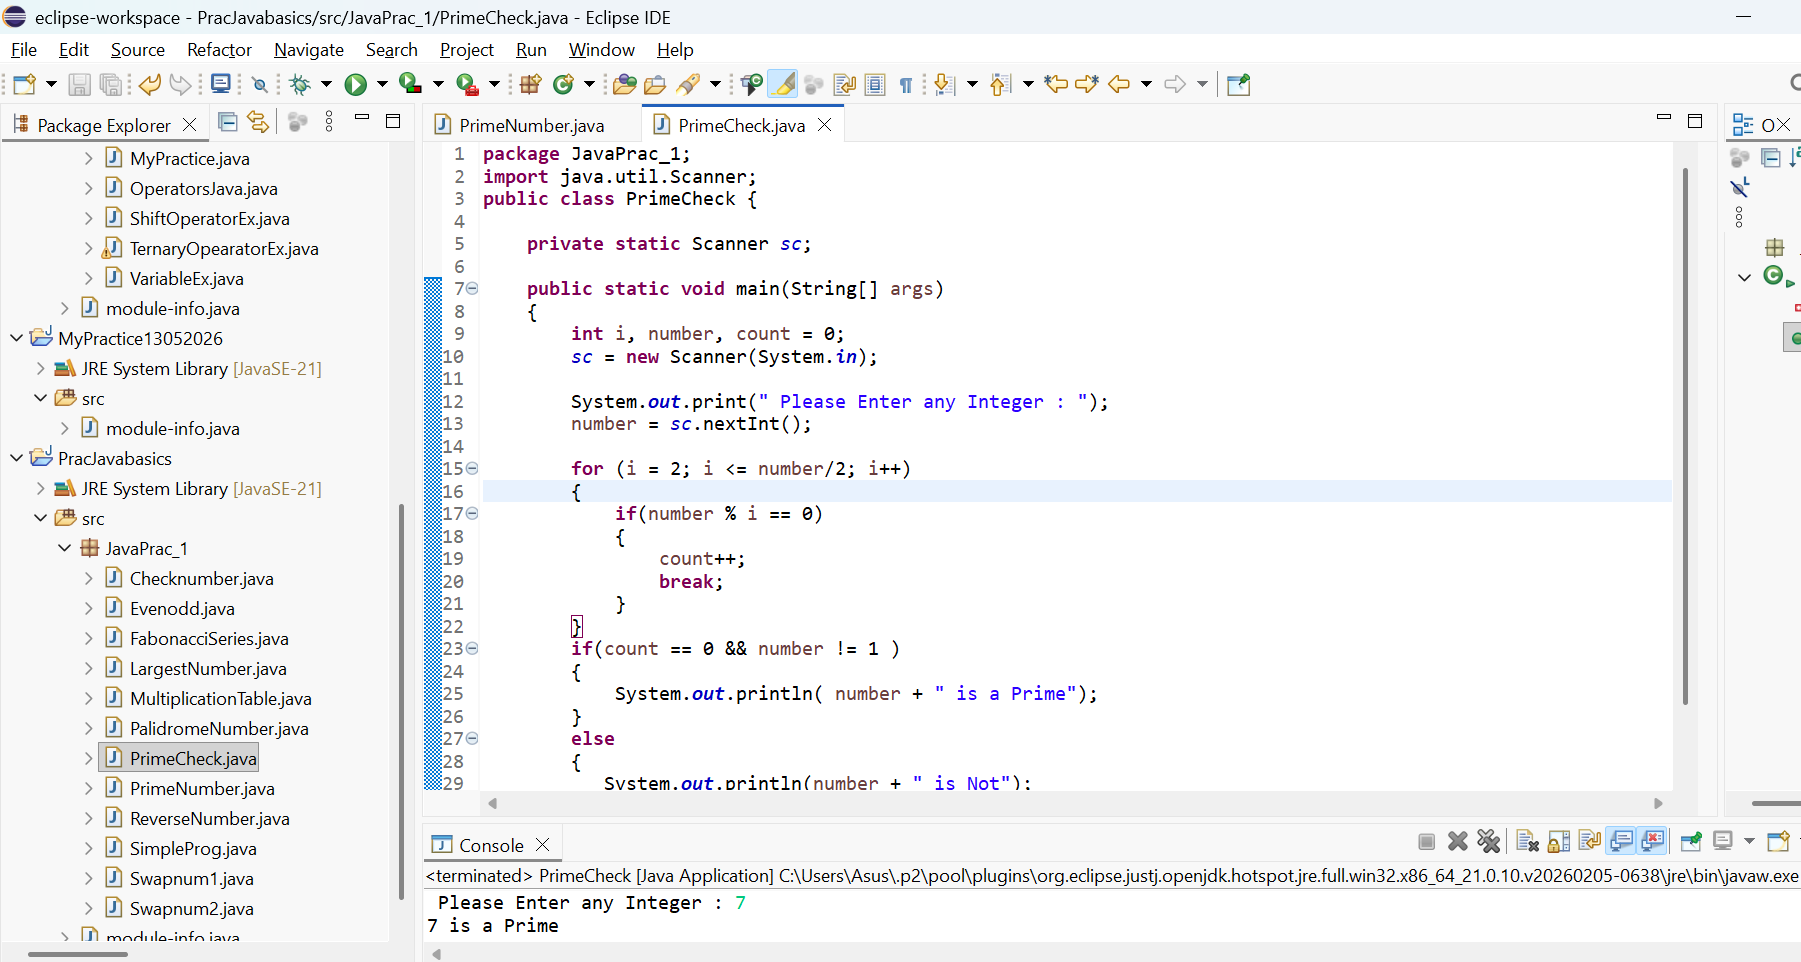 eclipse-workspace - PracJavabasics/src/JavaPrac_1/PrimeCheck.java - Eclipse IDE
File Edit Source Refactor Navigate Search Project Run Window Help
Package Explorer
MyPractice.java
OperatorsJava.java
ShiftOperatorEx.java
TernaryOpearatorEx.java
VariableEx.java
module-info.java
MyPractice13052026
JRE System Library [JavaSE-21]
src
module-info.java
PracJavabasics
JRE System Library [JavaSE-21]
src
JavaPrac_1
Checknumber.java
Evenodd.java
FabonacciSeries.java
LargestNumber.java
MultiplicationTable.java
PalidromeNumber.java
PrimeCheck.java
PrimeNumber.java
ReverseNumber.java
SimpleProg.java
Swapnum1.java
Swapnum2.java
module-info.java
PrimeNumber.java PrimeCheck.java
1 package JavaPrac_1;
2 import java.util.Scanner;
3 public class PrimeCheck {
4
5     private static Scanner sc;
6
7     public static void main(String[] args)
8     {
9         int i, number, count = 0;
10         sc = new Scanner(System.in);
11
12         System.out.print(" Please Enter any Integer : ");
13         number = sc.nextInt();
14
15         for (i = 2; i <= number/2; i++)
16         {
17             if(number % i == 0)
18             {
19                 count++;
20                 break;
21             }
22         }
23         if(count == 0 && number != 1 )
24         {
25             System.out.println( number + " is a Prime");
26         }
27         else
28         {
29            System.out.println(number + " is Not");
O
Console
<terminated> PrimeCheck [Java Application] C:\Users\Asus\.p2\pool\plugins\org.eclipse.justj.openjdk.hotspot.jre.full.win32.x86_64_21.0.10.v20260205-0638\jre\bin\javaw.exe
 Please Enter any Integer : 7
7 is a Prime